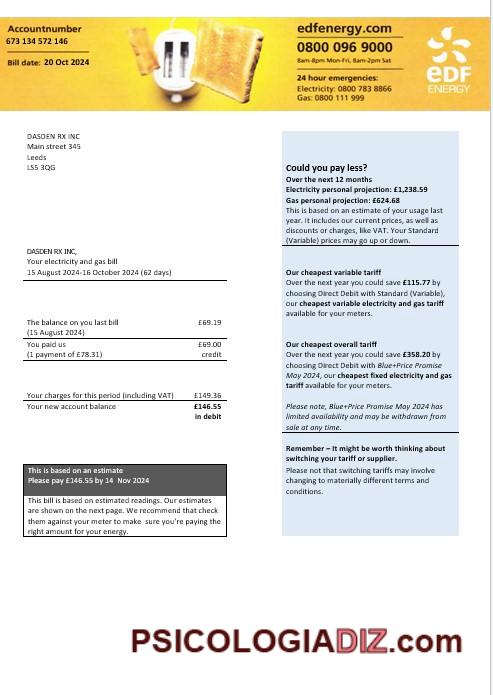 Accountnumber
673 134 572 146
Bill date: 20 Oct 2024
edfenergy.com
0800 096 9000
8am-8pm Mon-Fri, 8am-2pm Sat
24 hour emergencies:
Electricity: 0800 783 8866
Gas: 0800 111 999
eDF
ENERGY
DASDEN RX INC
Main street 345
Leeds
LS5 3QG
DASDEN RX INC,
Your electricity and gas bill
15 August 2024-16 October 2024 (62 days)
The balance on you last bill £69.19
(15 August 2024)
You paid us £69.00
(1 payment of £78.31) credit
Your charges for this period (including VAT) £149.36
Your new account balance £146.55
in debit
This is based on an estimate
Please pay £146.55 by 14 Nov 2024
This bill is based on estimated readings. Our estimates
are shown on the next page. We recommend that check
them against your meter to make sure you're paying the
right amount for your energy.
Could you pay less?
Over the next 12 months
Electricity personal projection: £1,238.59
Gas personal projection: £624.68
This is based on an estimate of your usage last
year. It includes our current prices, as well as
discounts or charges, like VAT. Your Standard
(Variable) prices may go up or down.
Our cheapest variable tariff
Over the next year you could save £115.77 by
choosing Direct Debit with Standard (Variable),
our cheapest variable electricity and gas tariff
available for your meters.
Our cheapest overall tariff
Over the next year you could save £358.20 by
choosing Direct Debit with Blue+Price Promise
May 2024, our cheapest fixed electricity and gas
tariff available for your meters.
Please note, Blue+Price Promise May 2024 has
limited availability and may be withdrawn from
sale at any time.
Remember – It might be worth thinking about
switching your tariff or supplier.
Please not that switching tariffs may involve
changing to materially different terms and
conditions.
PSICOLOGIADIZ.com